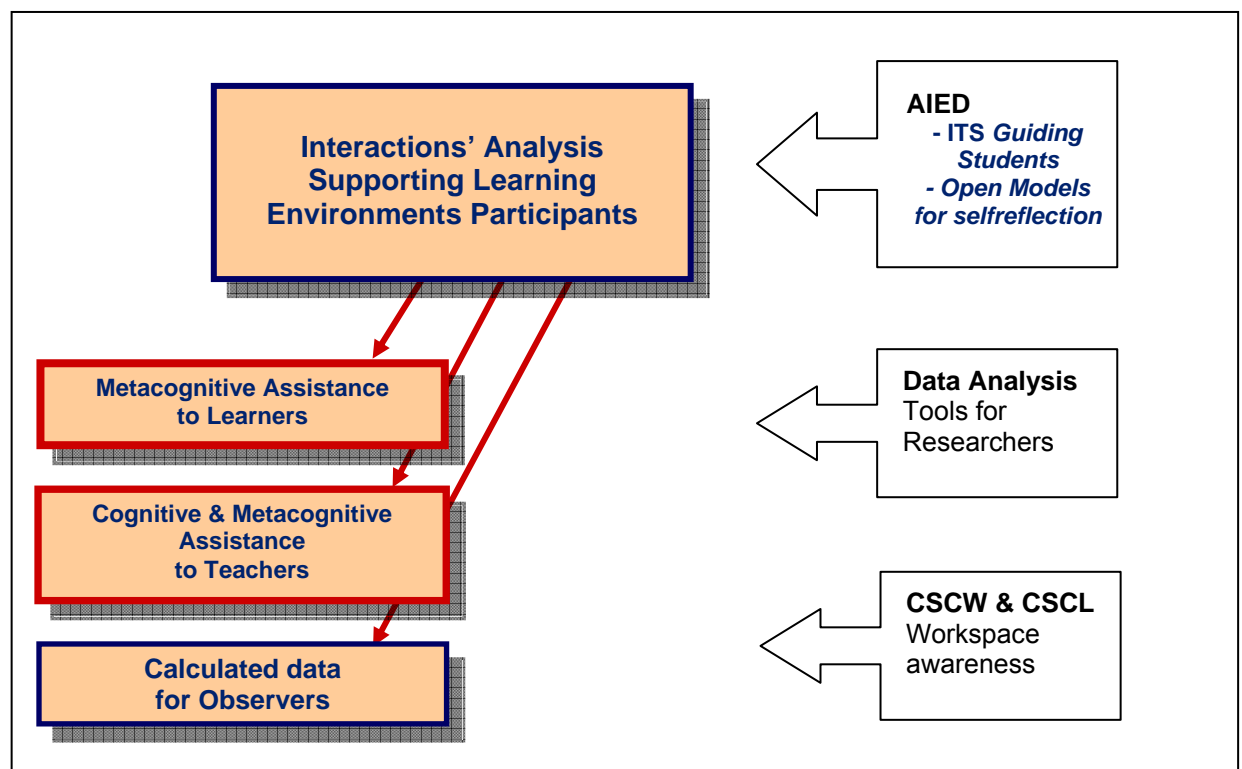 Interactions’ Analysis
Supporting Learning
Environments Participants
Metacognitive Assistance
to Learners
Cognitive & Metacognitive
Assistance
to Teachers
Calculated data
for Observers
AIED
- ITS Guiding
Students
- Open Models
for selfreflection
Data Analysis
Tools for
Researchers
CSCW & CSCL
Workspace
awareness